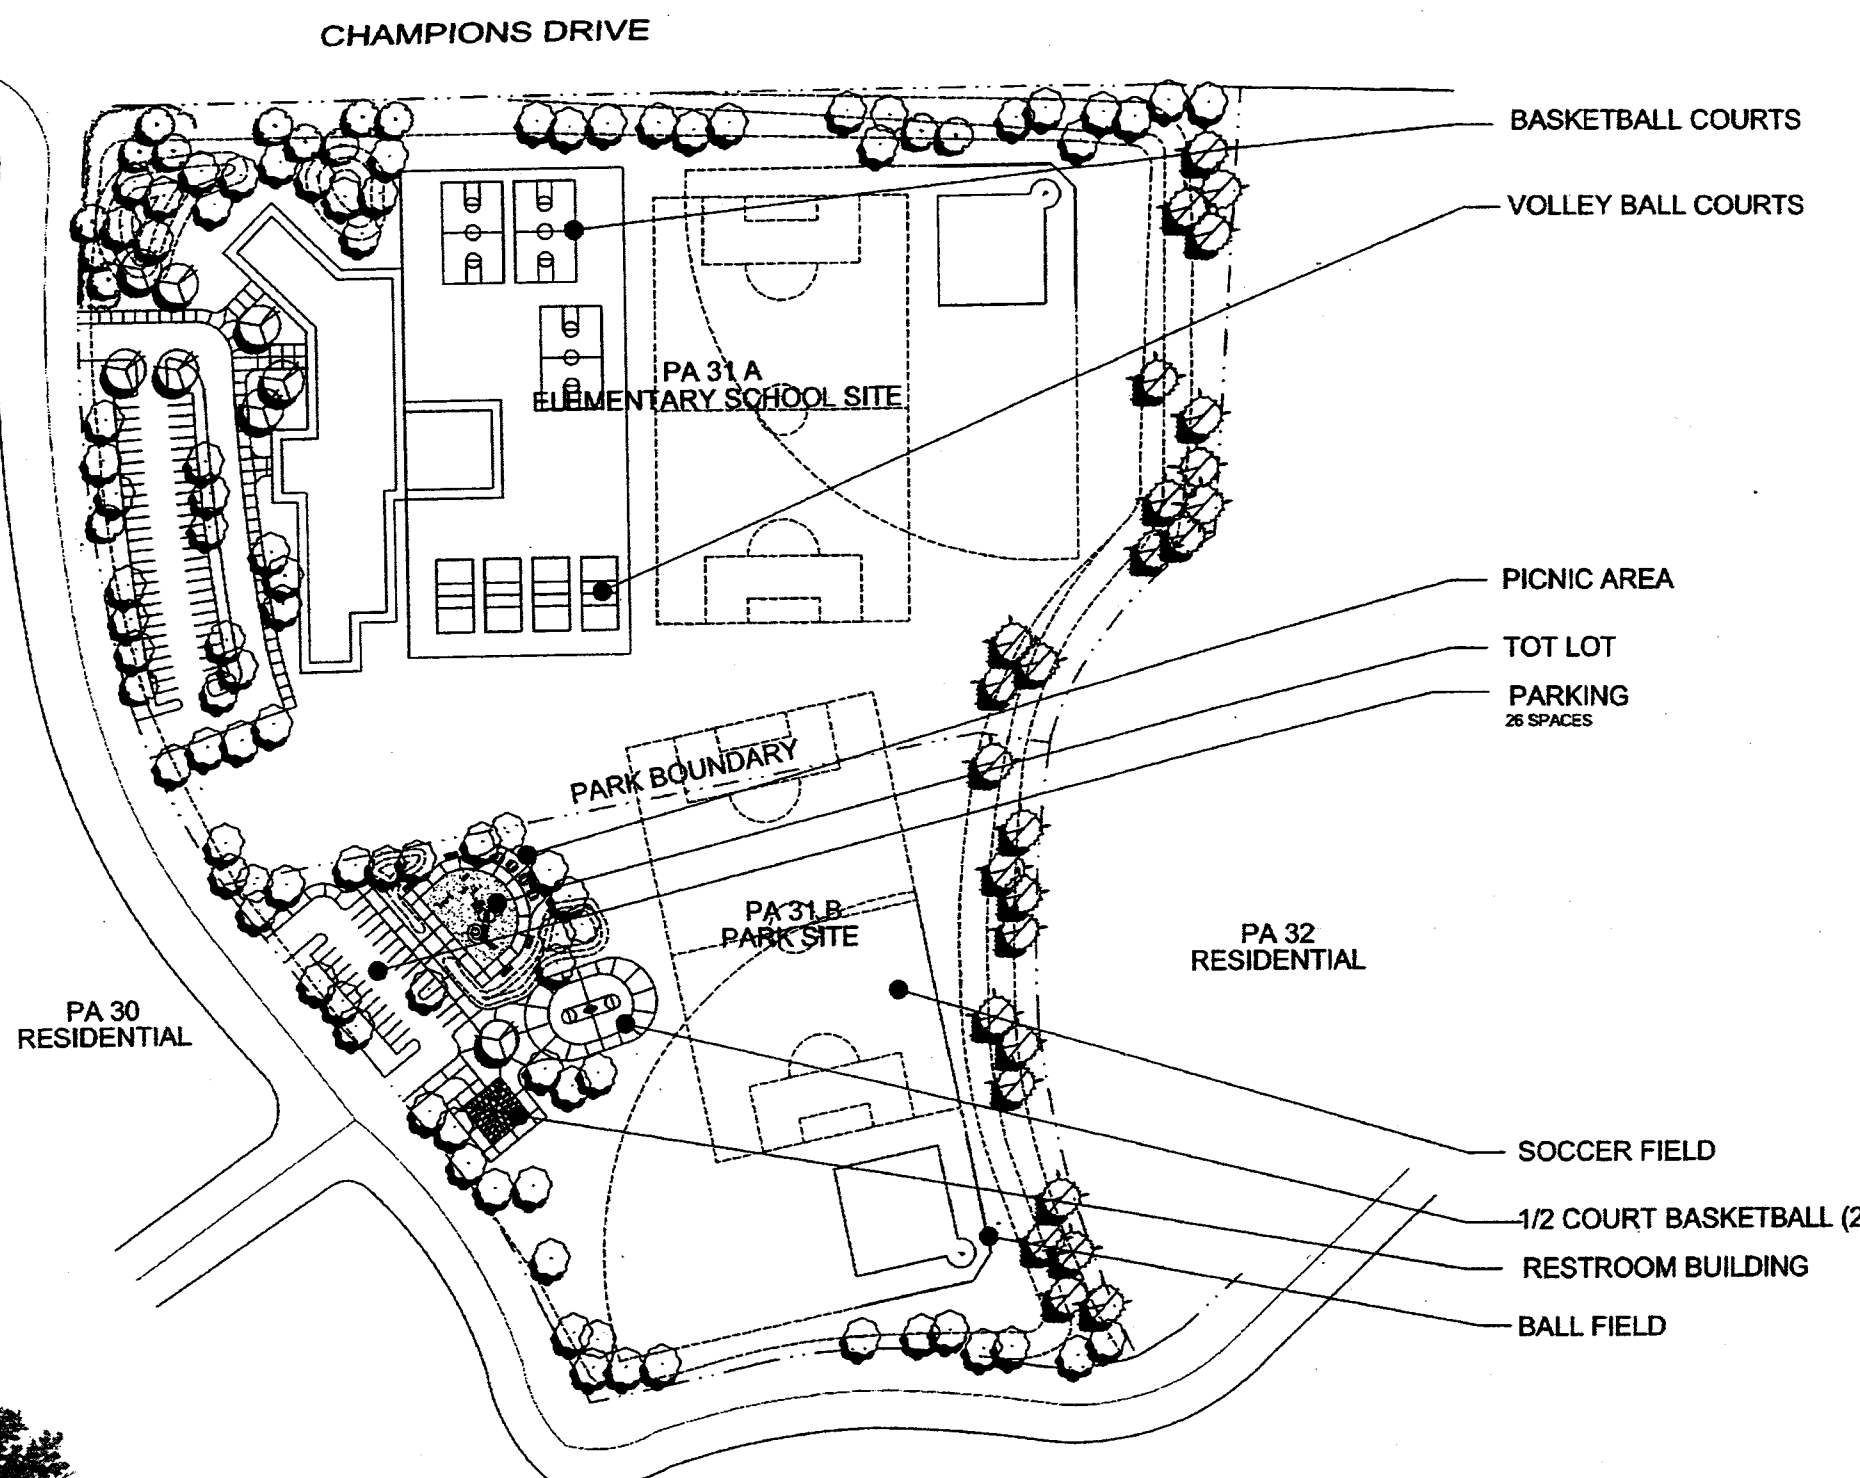 CHAMPIONS DRIVE
BASKETBALL COURTS
VOLLEY BALL COURTS
PA 31 A
ELEMENTARY SCHOOL SITE
PICNIC AREA
TOT LOT
PARKING
26 SPACES
PARK BOUNDARY
PA 31 B
PARK SITE
PA 32
RESIDENTIAL
PA 30
RESIDENTIAL
SOCCER FIELD
1/2 COURT BASKETBALL (2
RESTROOM BUILDING
BALL FIELD